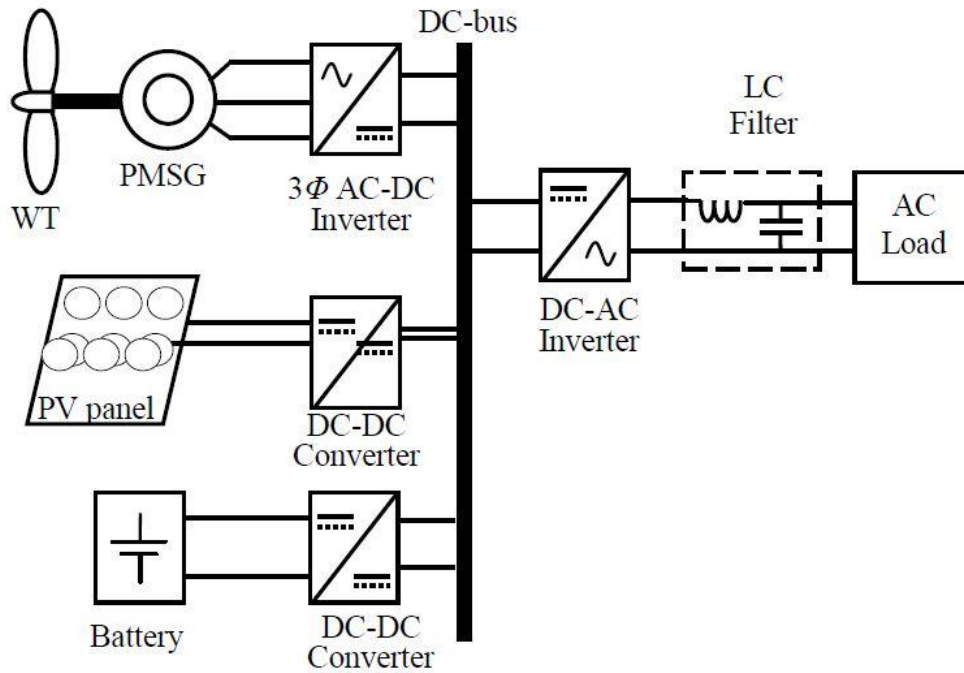 DC-bus
LC
Filter
PMSG
WT
3Φ AC-DC
Inverter
AC
Load
DC-AC
Inverter
PV panel
DC-DC
Converter
Battery
DC-DC
Converter